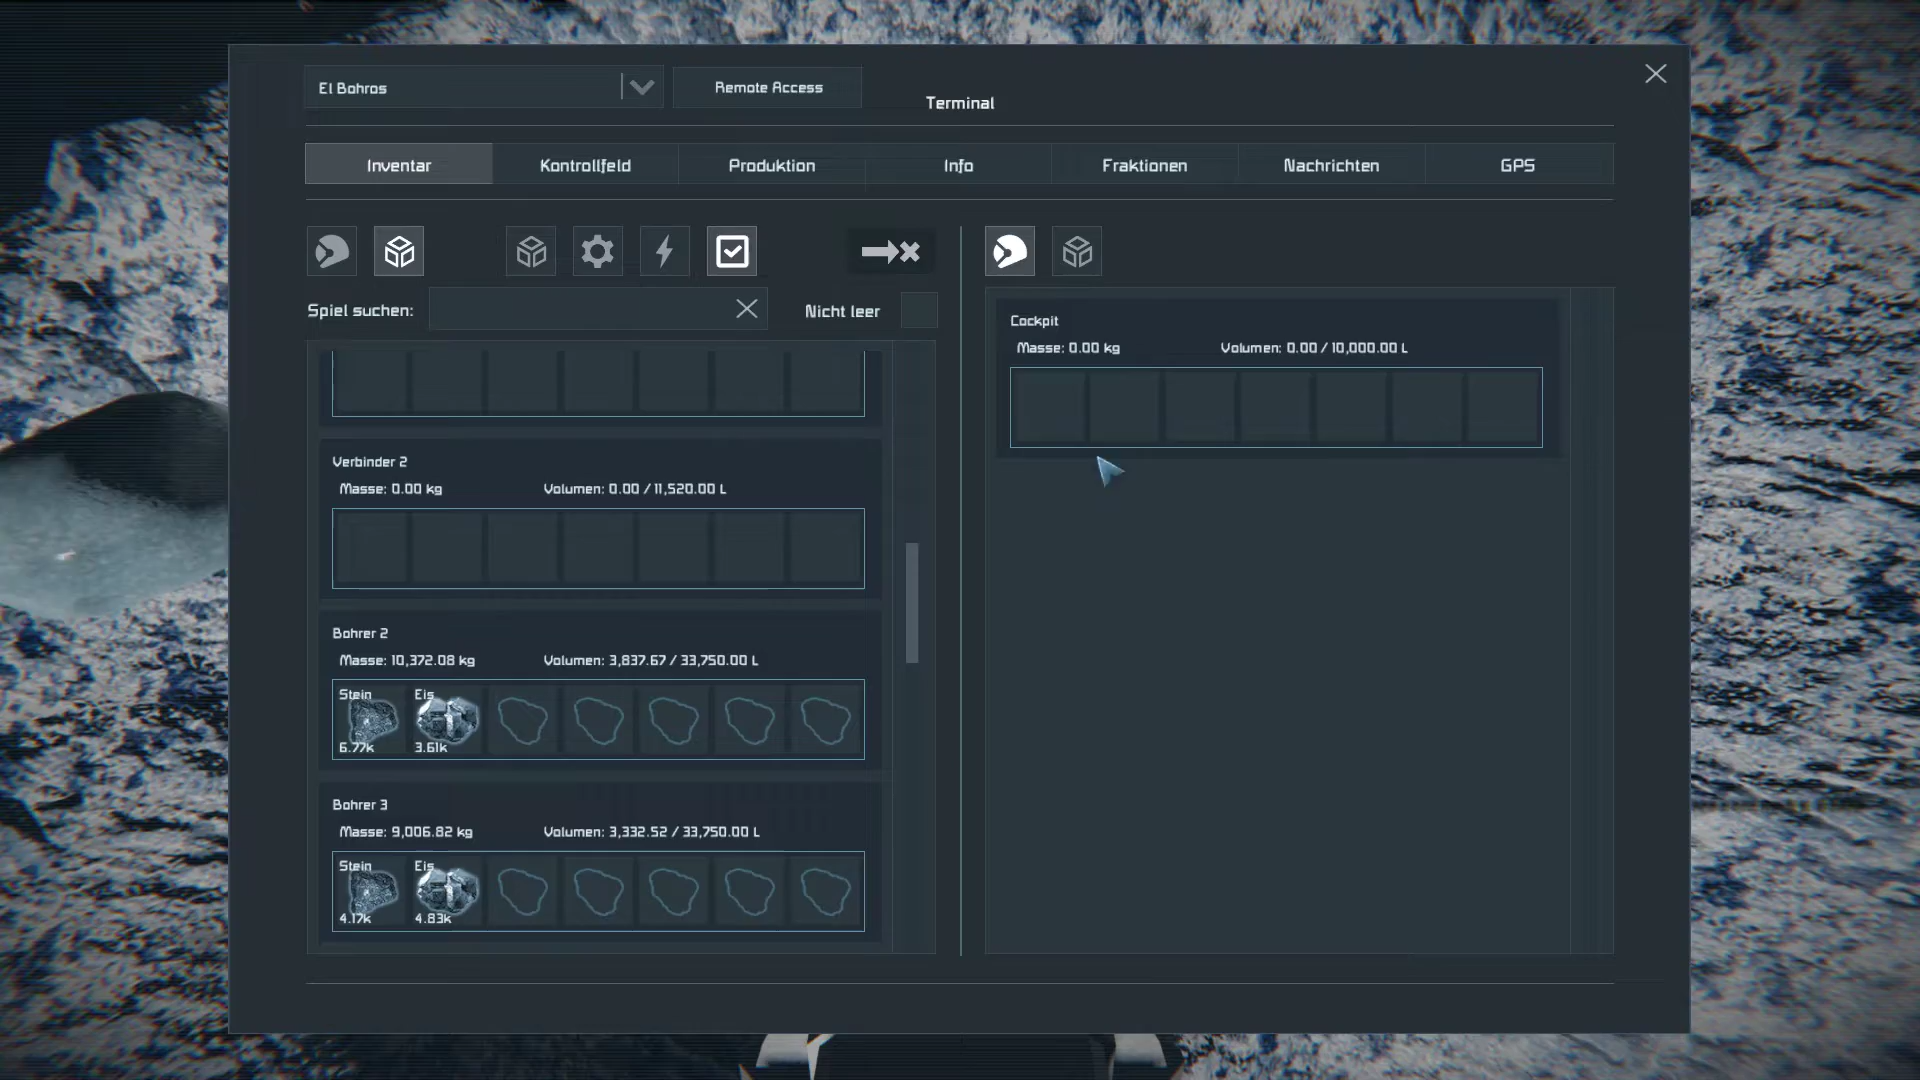 El Bohros
Remote Access
Terminal
Inventar
Kontrollfeld
Produktion
Info
Fraktionen
Nachrichten
GPS
Spiel suchen:
Nicht leer
Verbinder 2
Masse: 0.00 kg
Volumen: 0.00 / 11,520.00 L
Bohrer 2
Masse: 10,372.08 kg
Volumen: 3,837.67 / 33,750.00 L
Stein
Eis
6.77k
3.61k
Bohrer 3
Masse: 9,006.82 kg
Volumen: 3,332.52 / 33,750.00 L
Stein
Eis
4.17k
4.83k
Cockpit
Masse: 0.00 kg
Volumen: 0.00 / 10,000.00 L